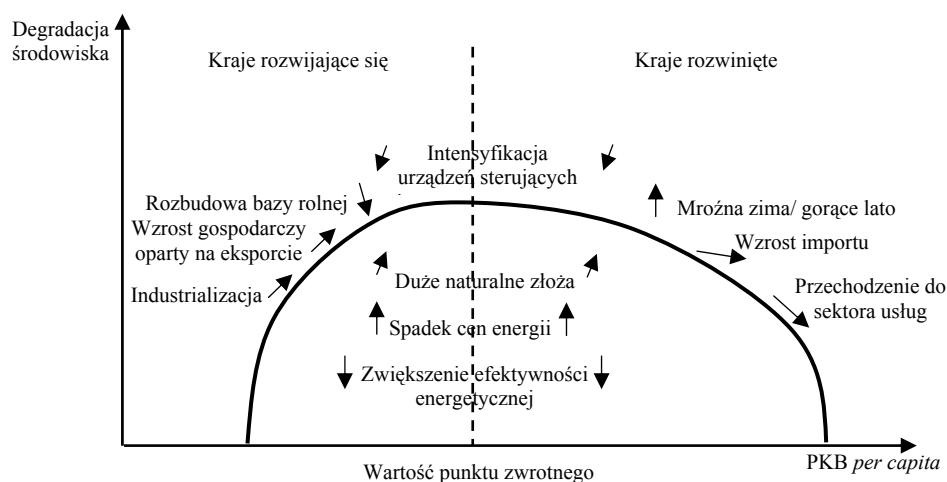 Degradacja
środowiska
Kraje rozwijające się
Kraje rozwinięte
Intensyfikacja
urządzeń sterujących
Rozbudowa bazy rolnej
Wzrost gospodarczy
oparty na eksporcie
Industrializacja
Mroźna zima/ gorące lato
Wzrost importu
Duże naturalne złoża
Przechodzenie do
sektora usług
Spadek cen energii
Zwiększenie efektywności
energetycznej
PKB per capita
Wartość punktu zwrotnego